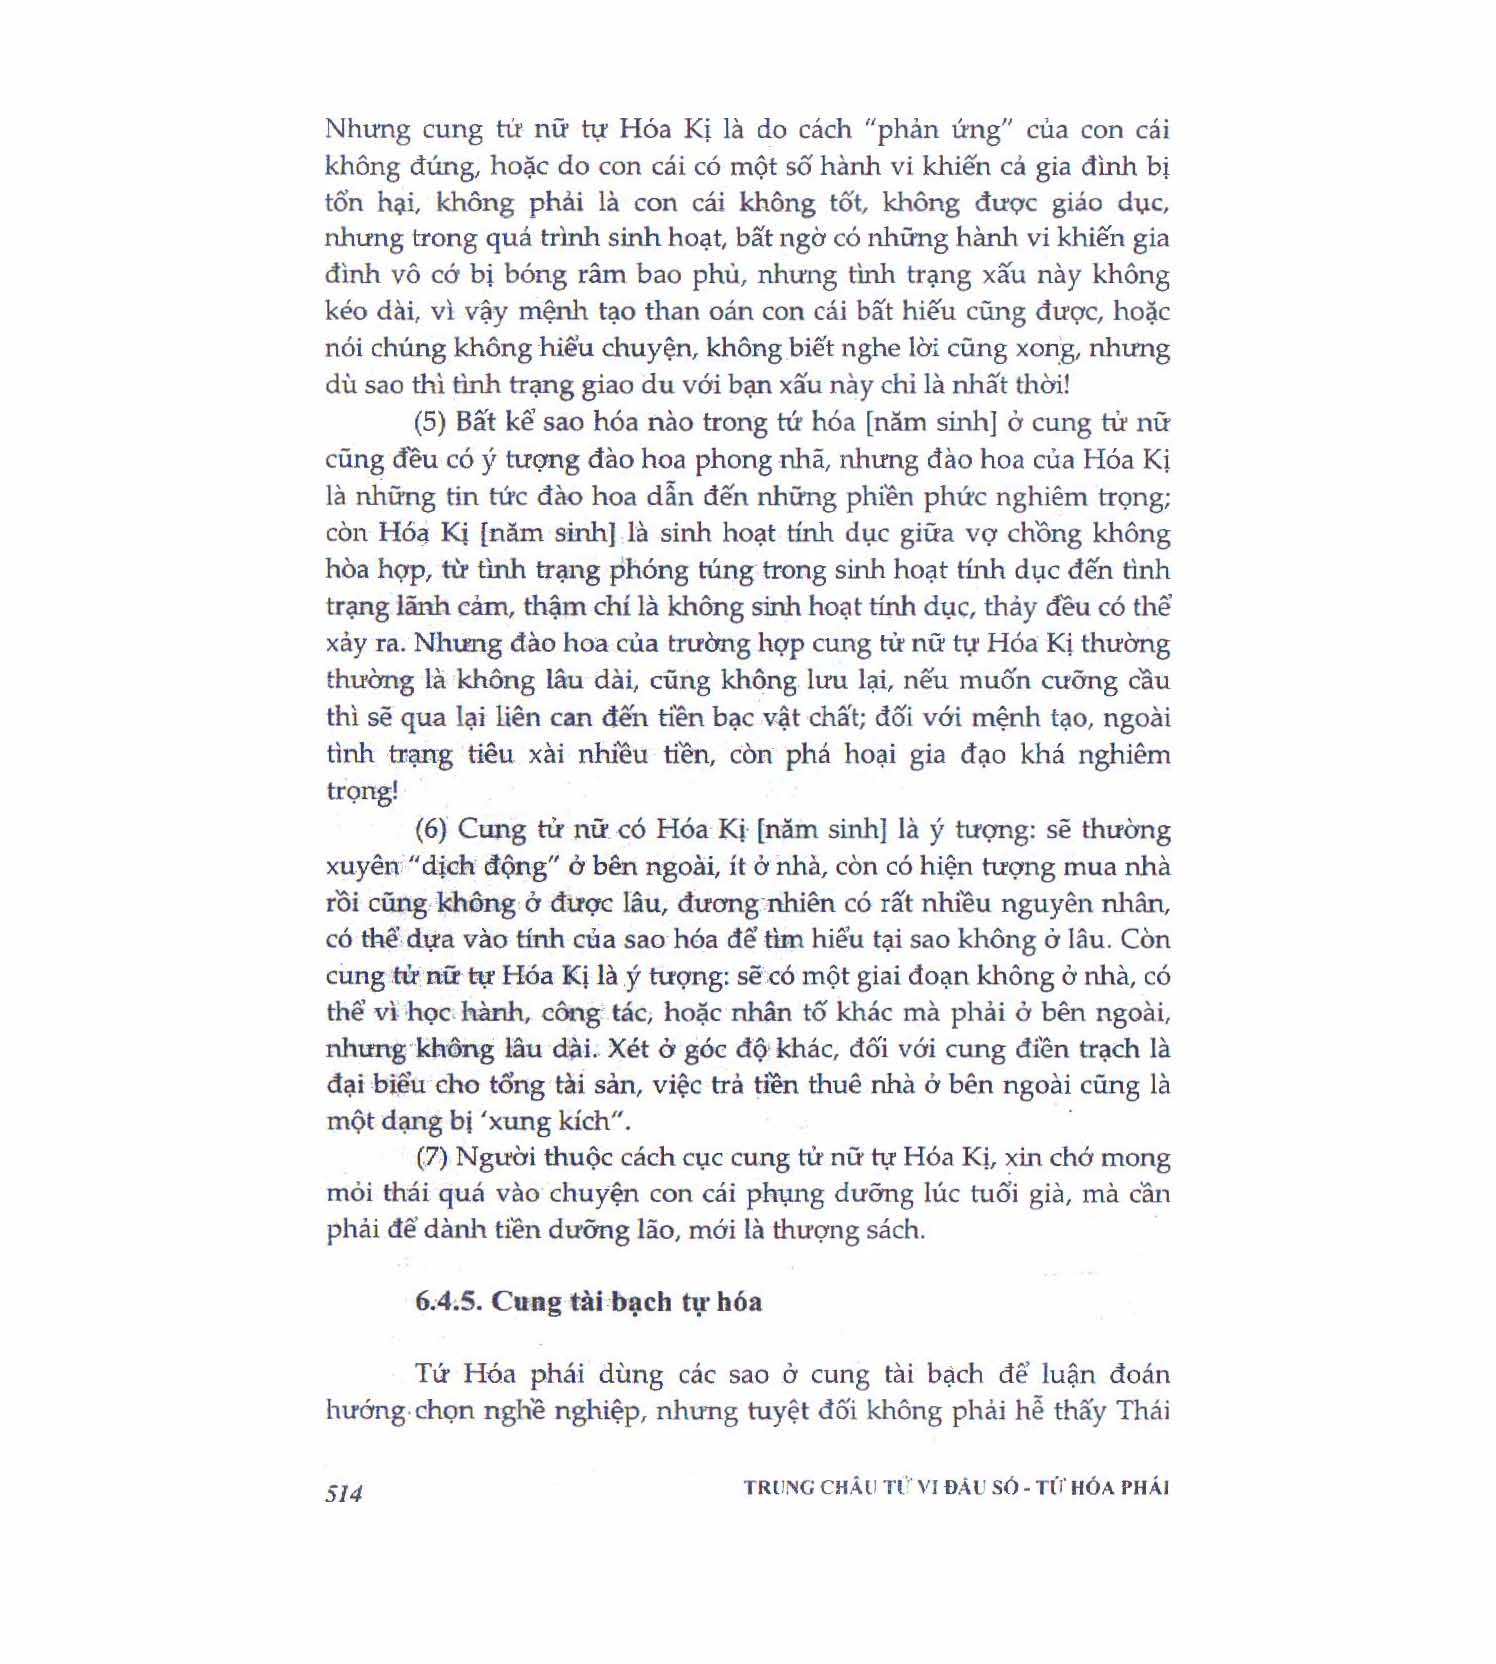 Nhưng cung tử nữ tự Hóa Kị là do cách "phản ứng" của con cái
không đúng, hoặc do con cái có một số hành vi khiến cả gia đình bị
tổn hại, không phải là con cái không tốt, không được giáo dục,
nhưng trong quá trình sinh hoạt, bất ngờ có những hành vi khiến gia
đình vô cớ bị bóng râm bao phủ, nhưng tình trạng xấu này không
kéo dài, vì vậy mệnh tạo than oán con cái bất hiếu cũng được, hoặc
nói chúng không hiểu chuyện, không biết nghe lời cũng xong, nhưng
dù sao thì tình trạng giao du với bạn xấu này chỉ là nhất thời!
(5) Bất kể sao hóa nào trong tứ hóa [năm sinh] ở cung tử nữ
cũng đều có ý tượng đào hoa phong nhã, nhưng đào hoa của Hóa Kị
là những tin tức đào hoa dẫn đến những phiền phức nghiêm trọng;
còn Hóa Kị [năm sinh] là sinh hoạt tính dục giữa vợ chồng không
hòa hợp, từ tình trạng phóng túng trong sinh hoạt tính dục đến tình
trạng lãnh cảm, thậm chí là không sinh hoạt tính dục, thảy đều có thể
xảy ra. Nhưng đào hoa của trường hợp cung tử nữ tự Hóa Kị thường
thường là không lâu dài, cũng không lưu lại, nếu muốn cưỡng cầu
thì sẽ qua lại liên can đến tiền bạc vật chất; đối với mệnh tạo, ngoài
tình trạng tiêu xài nhiều tiền, còn phá hoại gia đạo khá nghiêm
trọng!
(6) Cung tử nữ có Hóa Kị [năm sinh] là ý tượng: sẽ thường
xuyên "dịch động" ở bên ngoài, ít ở nhà, còn có hiện tượng mua nhà
rồi cũng không ở được lâu, đương nhiên có rất nhiều nguyên nhân,
có thể dựa vào tính của sao hóa để tìm hiểu tại sao không ở lâu. Còn
cung tử nữ tự Hóa Kị là ý tượng: sẽ có một giai đoạn không ở nhà, có
thể vì học hành, công tác, hoặc nhân tố khác mà phải ở bên ngoài,
nhưng không lâu dài. Xét ở góc độ khác, đối với cung điền trạch là
đại biểu cho tổng tài sản, việc trả tiền thuê nhà ở bên ngoài cũng là
một dạng bị 'xung kích".
(7) Người thuộc cách cục cung tử nữ tự Hóa Kị, xin chớ mong
mỏi thái quá vào chuyện con cái phụng dưỡng lúc tuổi già, mà cần
phải để dành tiền dưỡng lão, mới là thượng sách.
6.4.5. Cung tài bạch tự hóa
Tứ Hóa phái dùng các sao ở cung tài bạch để luận đoán
hướng chọn nghề nghiệp, nhưng tuyệt đối không phải hễ thấy Thái
514
TRUNG CHÂU TỬ VI ĐẨU SỐ - TỨ HÓA PHÁI